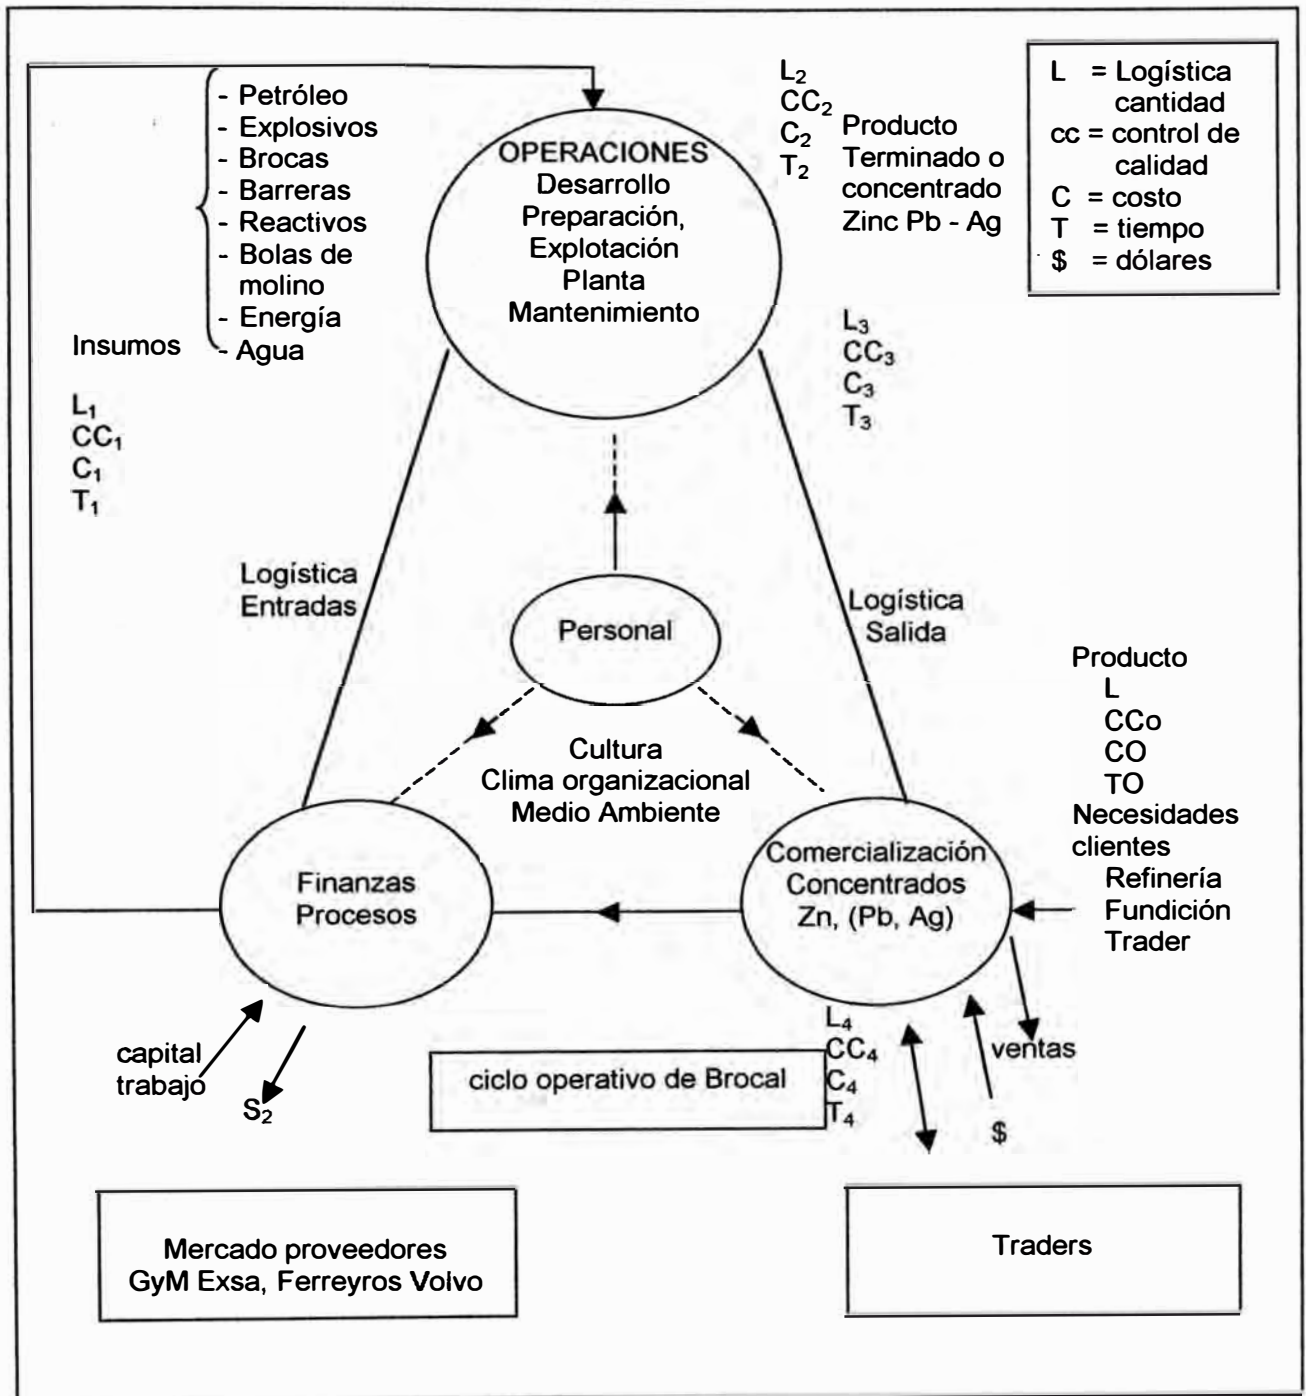 - Petróleo
- Explosivos
- Brocas
- Barreras
- Reactivos
- Bolas de
molino
- Energía
- Agua
Insumos
L₁
CC₁
C₁
T₁
OPERACIONES
Desarrollo
Preparación,
Explotación
Planta
Mantenimiento
L₂
CC₂
C₂
T₂
Producto
Terminado o
concentrado
Zinc Pb - Ag
L = Logística
cantidad
cc = control de
calidad
C = costo
T = tiempo
$ = dólares
L₃
CC₃
C₃
T₃
Logística
Entradas
Personal
Logística
Salida
Cultura
Clima organizacional
Medio Ambiente
Producto
L
CCo
CO
TO
Necesidades
clientes
Refinería
Fundición
Trader
Finanzas
Procesos
Comercialización
Concentrados
Zn, (Pb, Ag)
capital
trabajo
S₂
ciclo operativo de Brocal
L₄
CC₄
C₄
T₄
ventas
$
Mercado proveedores
GyM Exsa, Ferreyros Volvo
Traders